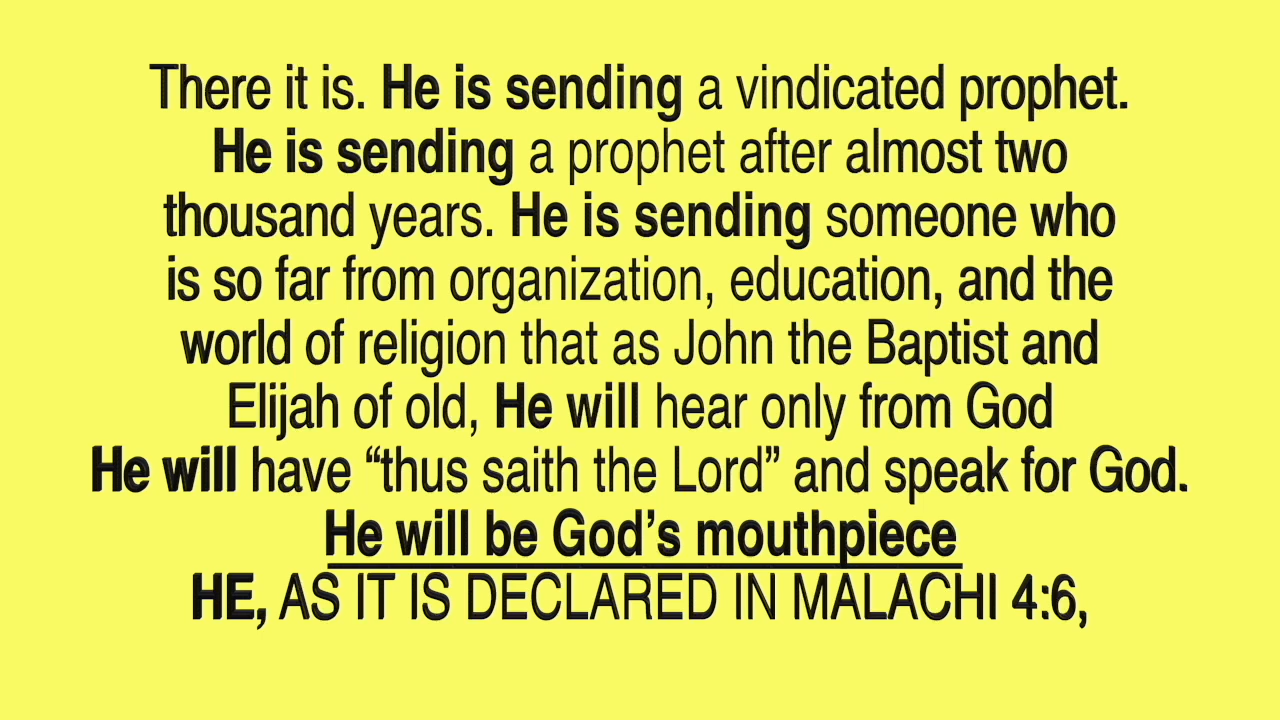 There it is. He is sending a vindicated prophet.
He is sending a prophet after almost two
thousand years. He is sending someone who
is so far from organization, education, and the
world of religion that as John the Baptist and
Elijah of old, He will hear only from God
He will have “thus saith the Lord” and speak for God.
He will be God’s mouthpiece
HE, AS IT IS DECLARED IN MALACHI 4:6,